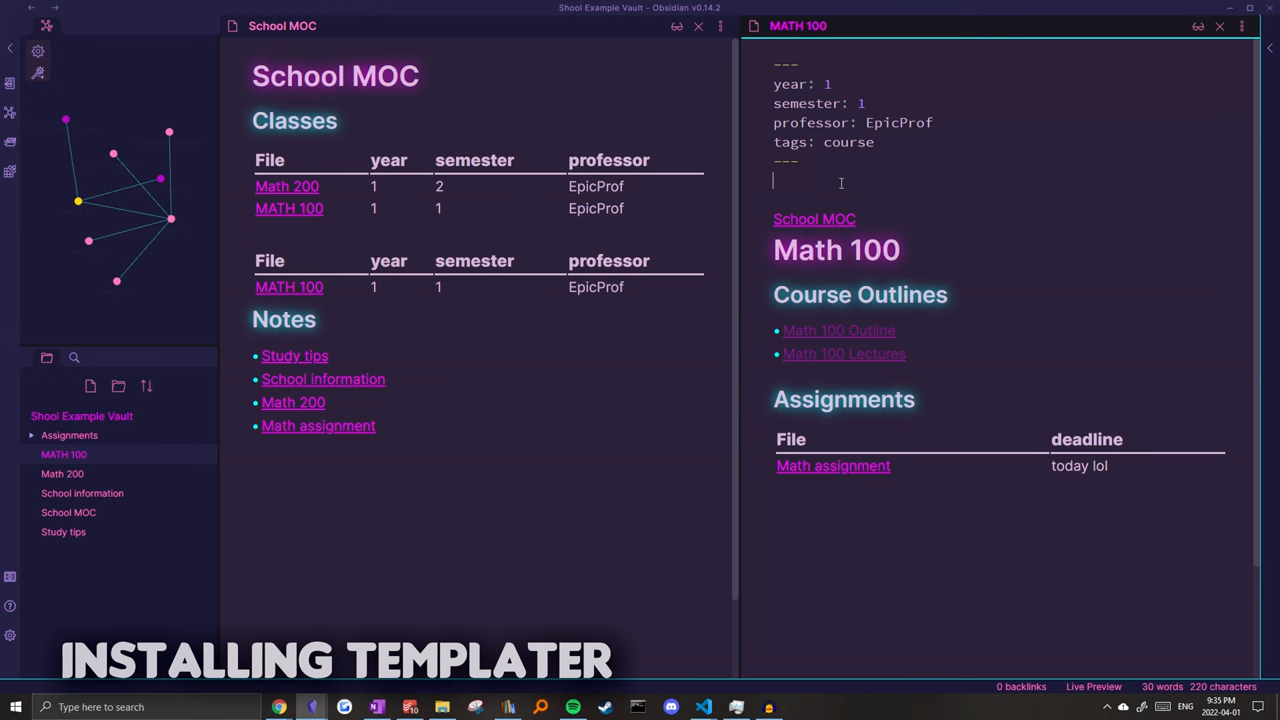 Shool Example Vault - Obsidian v0.14.2
School MOC
MATH 100
School MOC
Classes
File year semester professor
Math 200 1 2 EpicProf
MATH 100 1 1 EpicProf
File year semester professor
MATH 100 1 1 EpicProf
Notes
Study tips
School information
Math 200
Math assignment
---
year: 1
semester: 1
professor: EpicProf
tags: course
---
School MOC
Math 100
Course Outlines
Math 100 Outline
Math 100 Lectures
Assignments
File deadline
Math assignment today lol
Shool Example Vault
Assignments
MATH 100
Math 200
School information
School MOC
Study tips
INSTALLING TEMPLATER
0 backlinks Live Preview 30 words 220 characters
Type here to search
10
ENG
9:35 PM
2022-04-01